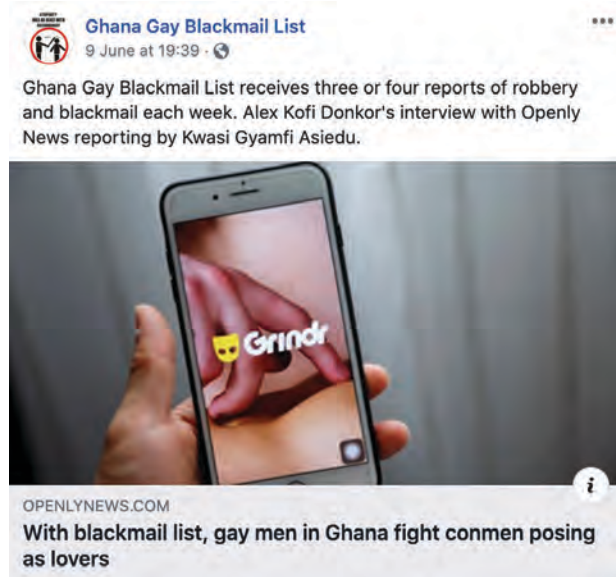 Ghana Gay Blackmail List
9 June at 19:39 ·
Ghana Gay Blackmail List receives three or four reports of robbery
and blackmail each week. Alex Kofi Donkor's interview with Openly
News reporting by Kwasi Gyamfi Asiedu.
Grindr
i
OPENLYNEWS.COM
With blackmail list, gay men in Ghana fight conmen posing
as lovers